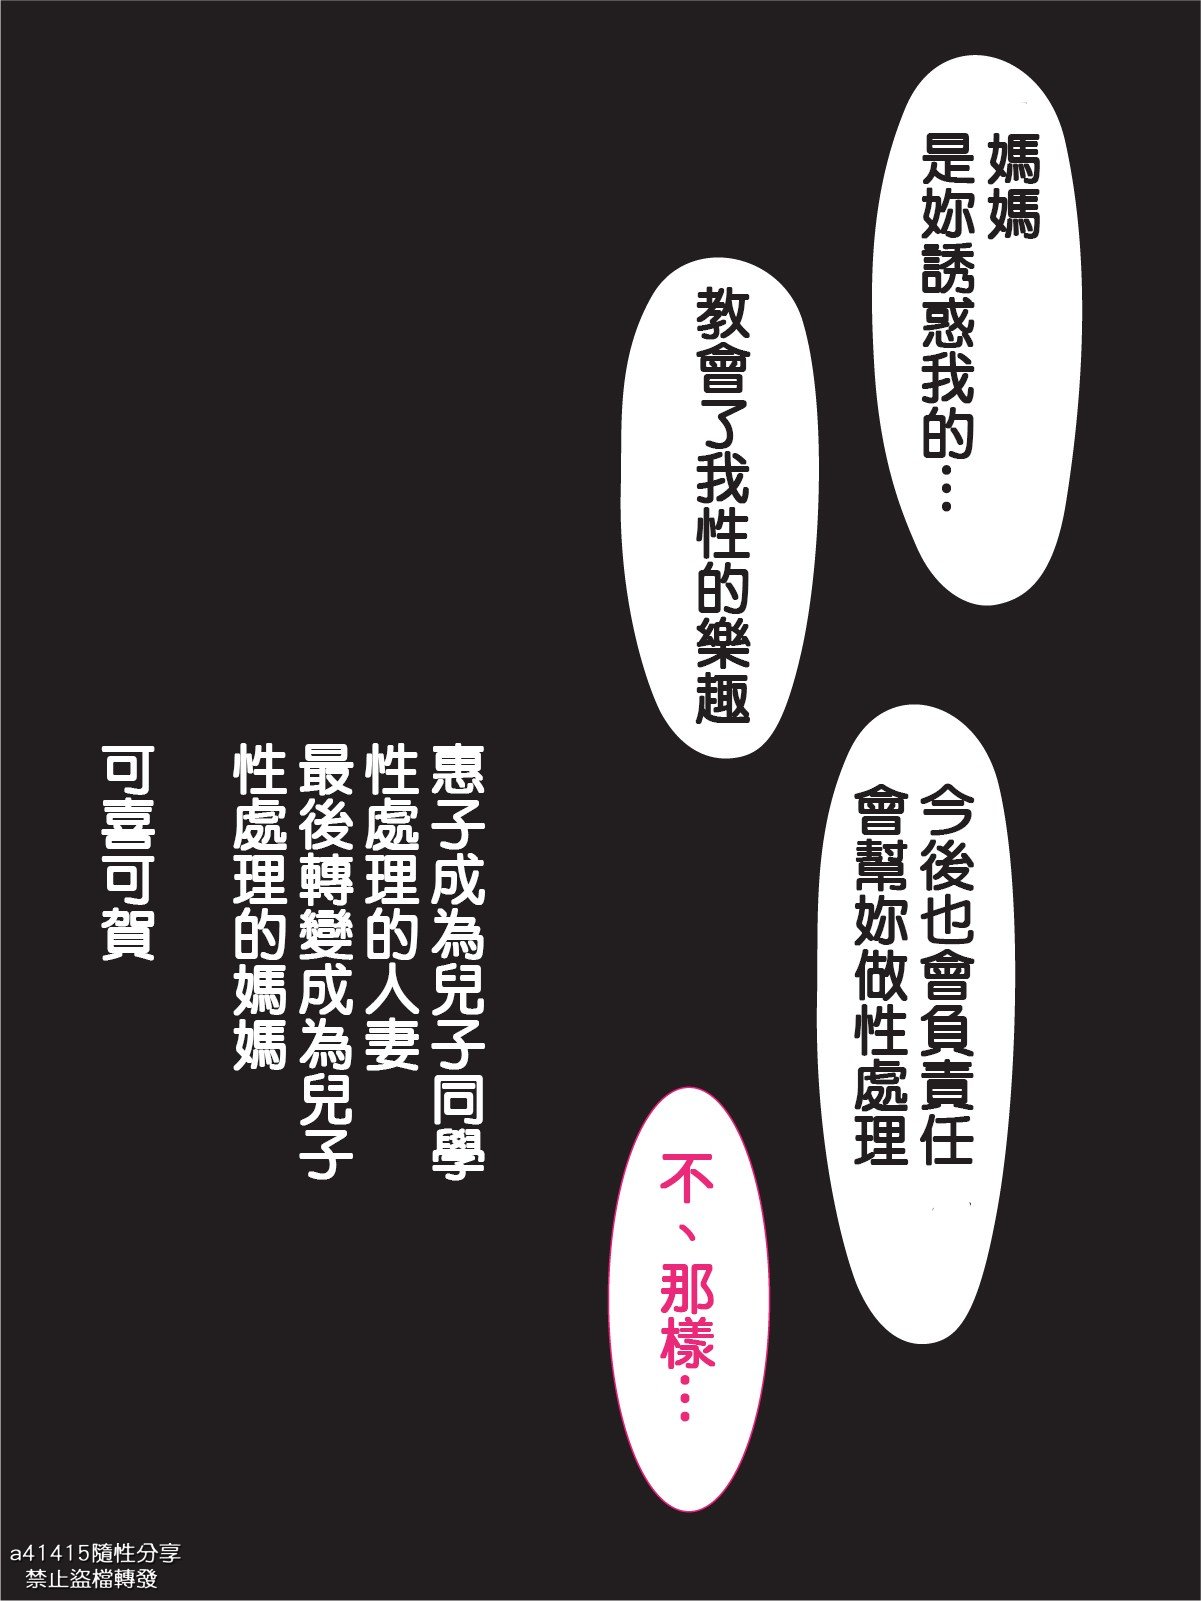 媽媽
是妳誘惑我的…
教會了我性的樂趣
今後也會負責任
會幫妳做性處理
不、那樣…
惠子成為兒子同學
性處理的人妻
最後轉變成為兒子
性處理的媽媽
可喜可賀
a41415隨性分享
禁止盜檔轉發